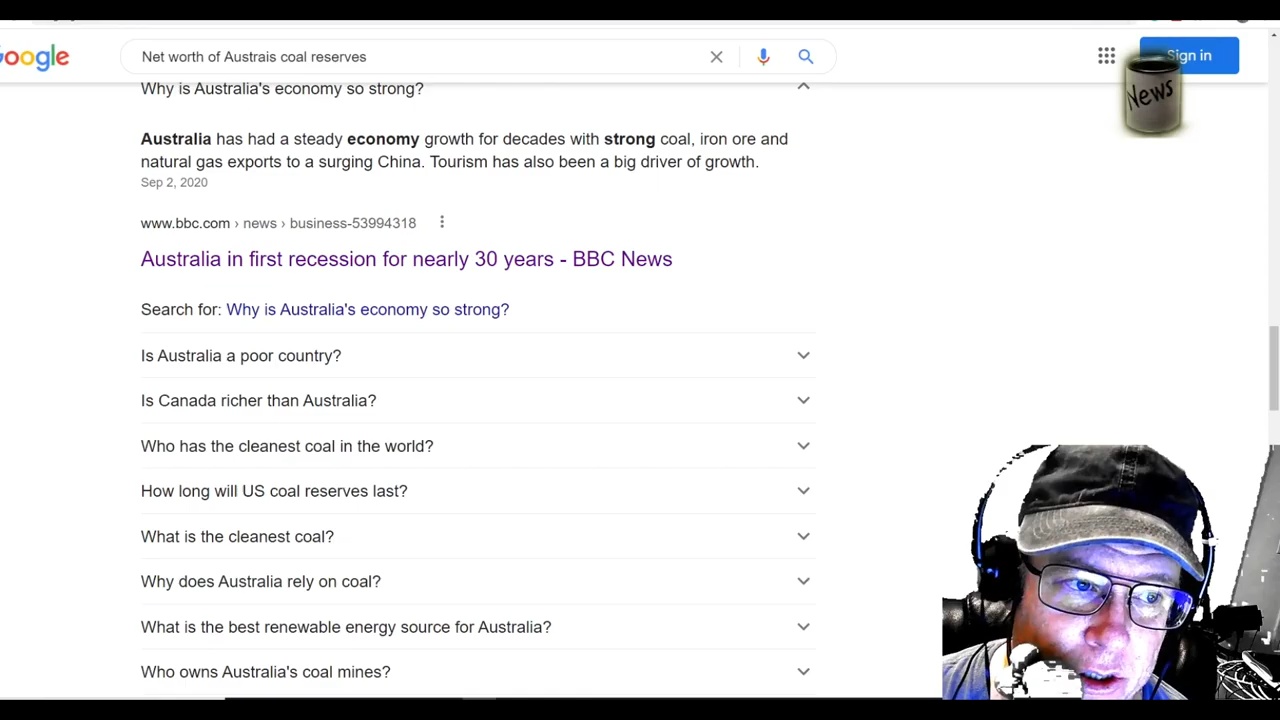 Google
Net worth of Austrais coal reserves
Sign in
News
Why is Australia's economy so strong?
Australia has had a steady economy growth for decades with strong coal, iron ore and
natural gas exports to a surging China. Tourism has also been a big driver of growth.
Sep 2, 2020
www.bbc.com › news › business-53994318
Australia in first recession for nearly 30 years - BBC News
Search for: Why is Australia's economy so strong?
Is Australia a poor country?
Is Canada richer than Australia?
Who has the cleanest coal in the world?
How long will US coal reserves last?
What is the cleanest coal?
Why does Australia rely on coal?
What is the best renewable energy source for Australia?
Who owns Australia's coal mines?